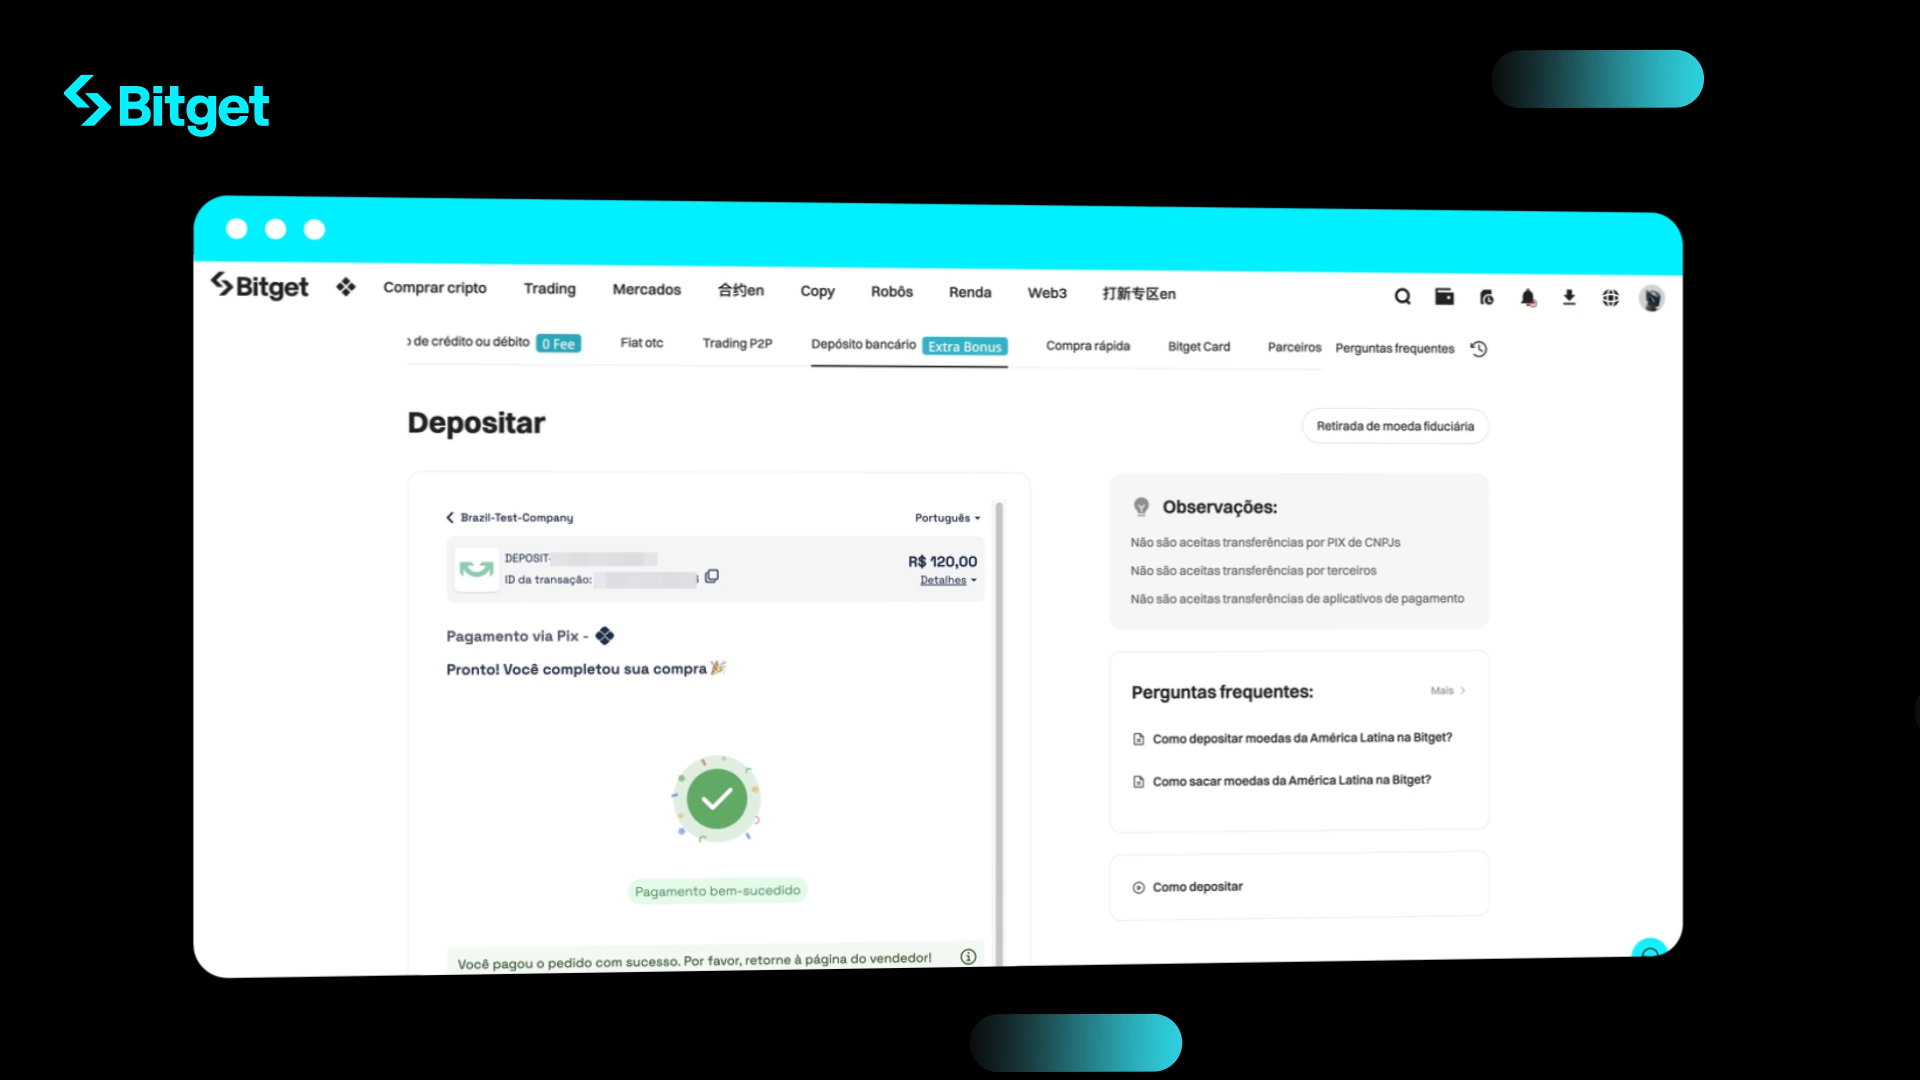 Bitget
Bitget Comprar cripto Trading Mercados 合约en Copy Robôs Renda Web3 打新专区en
de crédito ou débito 0 Fee Fiat otc Trading P2P Depósito bancário Extra Bonus Compra rápida Bitget Card Parceiros Perguntas frequentes
Depositar
Retirada de moeda fiduciária
Brazil-Test-Company Português
DEPOSIT-
R$ 120,00
ID da transação:
Detalhes
Pagamento via Pix -
Pronto! Você completou sua compra
Pagamento bem-sucedido
Você pagou o pedido com sucesso. Por favor, retorne à página do vendedor!
Observações:
Não são aceitas transferências por PIX de CNPJs
Não são aceitas transferências por terceiros
Não são aceitas transferências de aplicativos de pagamento
Perguntas frequentes: Mais
Como depositar moedas da América Latina na Bitget?
Como sacar moedas da América Latina na Bitget?
Como depositar